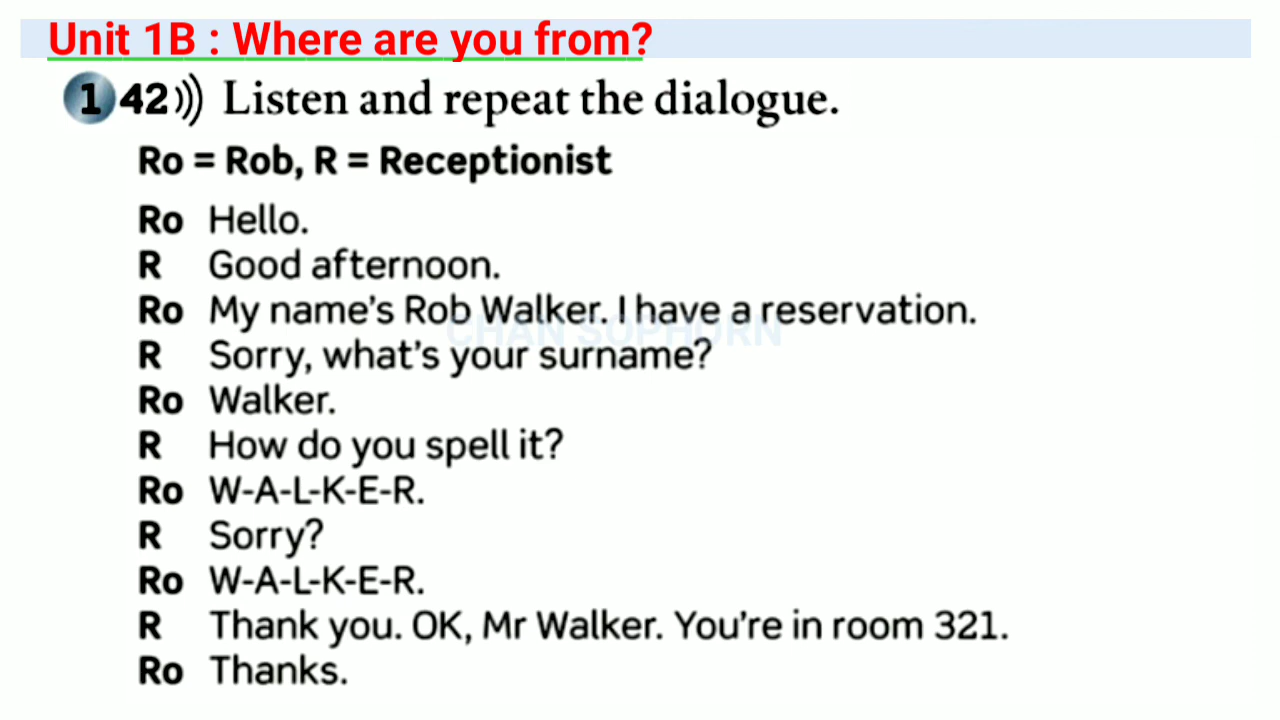 Unit 1B : Where are you from?
1 42))) Listen and repeat the dialogue.
Ro = Rob, R = Receptionist
Ro Hello.
R Good afternoon.
Ro My name's Rob Walker. I have a reservation.
CHAN SOPHORN
R Sorry, what's your surname?
Ro Walker.
R How do you spell it?
Ro W-A-L-K-E-R.
R Sorry?
Ro W-A-L-K-E-R.
R Thank you. OK, Mr Walker. You're in room 321.
Ro Thanks.